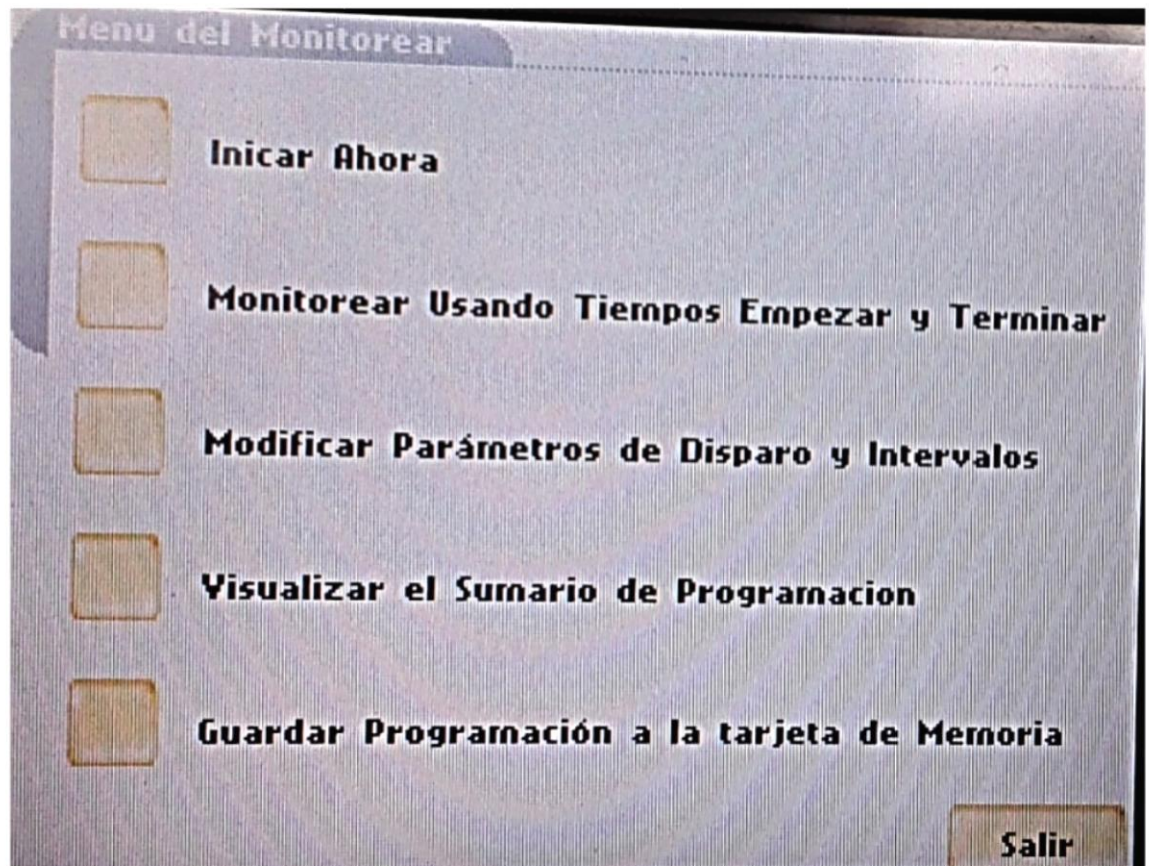 Menu del Monitorear
Inicar Ahora
Monitorear Usando Tiempos Empezar y Terminar
Modificar Parámetros de Disparo y Intervalos
Visualizar el Sumario de Programacion
Guardar Programación a la tarjeta de Memoria
Salir